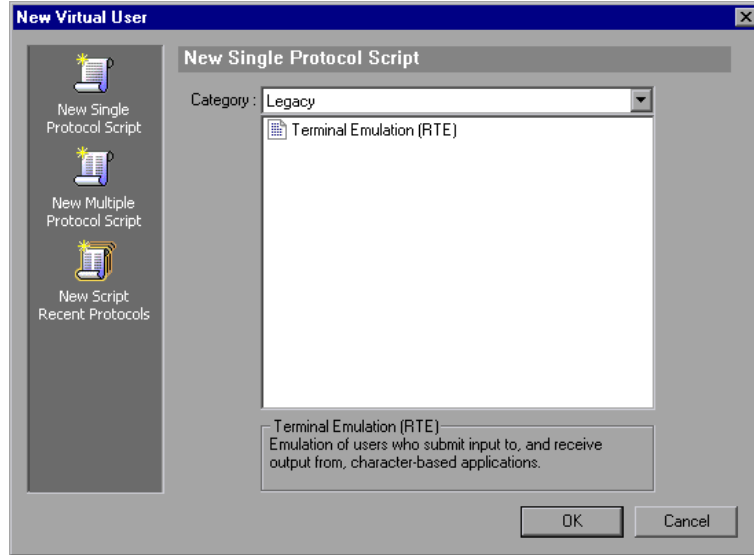 New Virtual User
New Single
Protocol Script
New Multiple
Protocol Script
New Script
Recent Protocols
New Single Protocol Script
Category : Legacy
Terminal Emulation (RTE)
Terminal Emulation (RTE)
Emulation of users who submit input to, and receive
output from, character-based applications.
OK Cancel